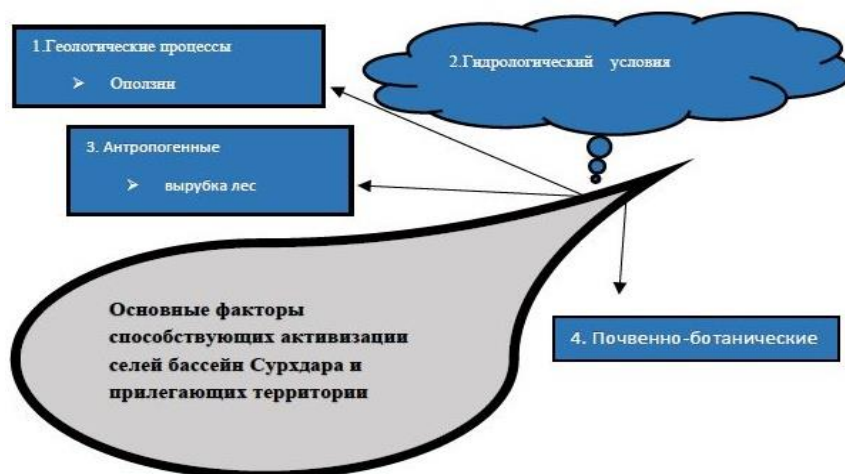 1.Геологические процессы
➤ Оползни
2.Гидрологический условия
3. Антропогенные
➤ вырубка лес
Основные факторы
способствующих активизации
селей бассейн Сурхдара и
прилегающих территории
4. Почвенно-ботанические